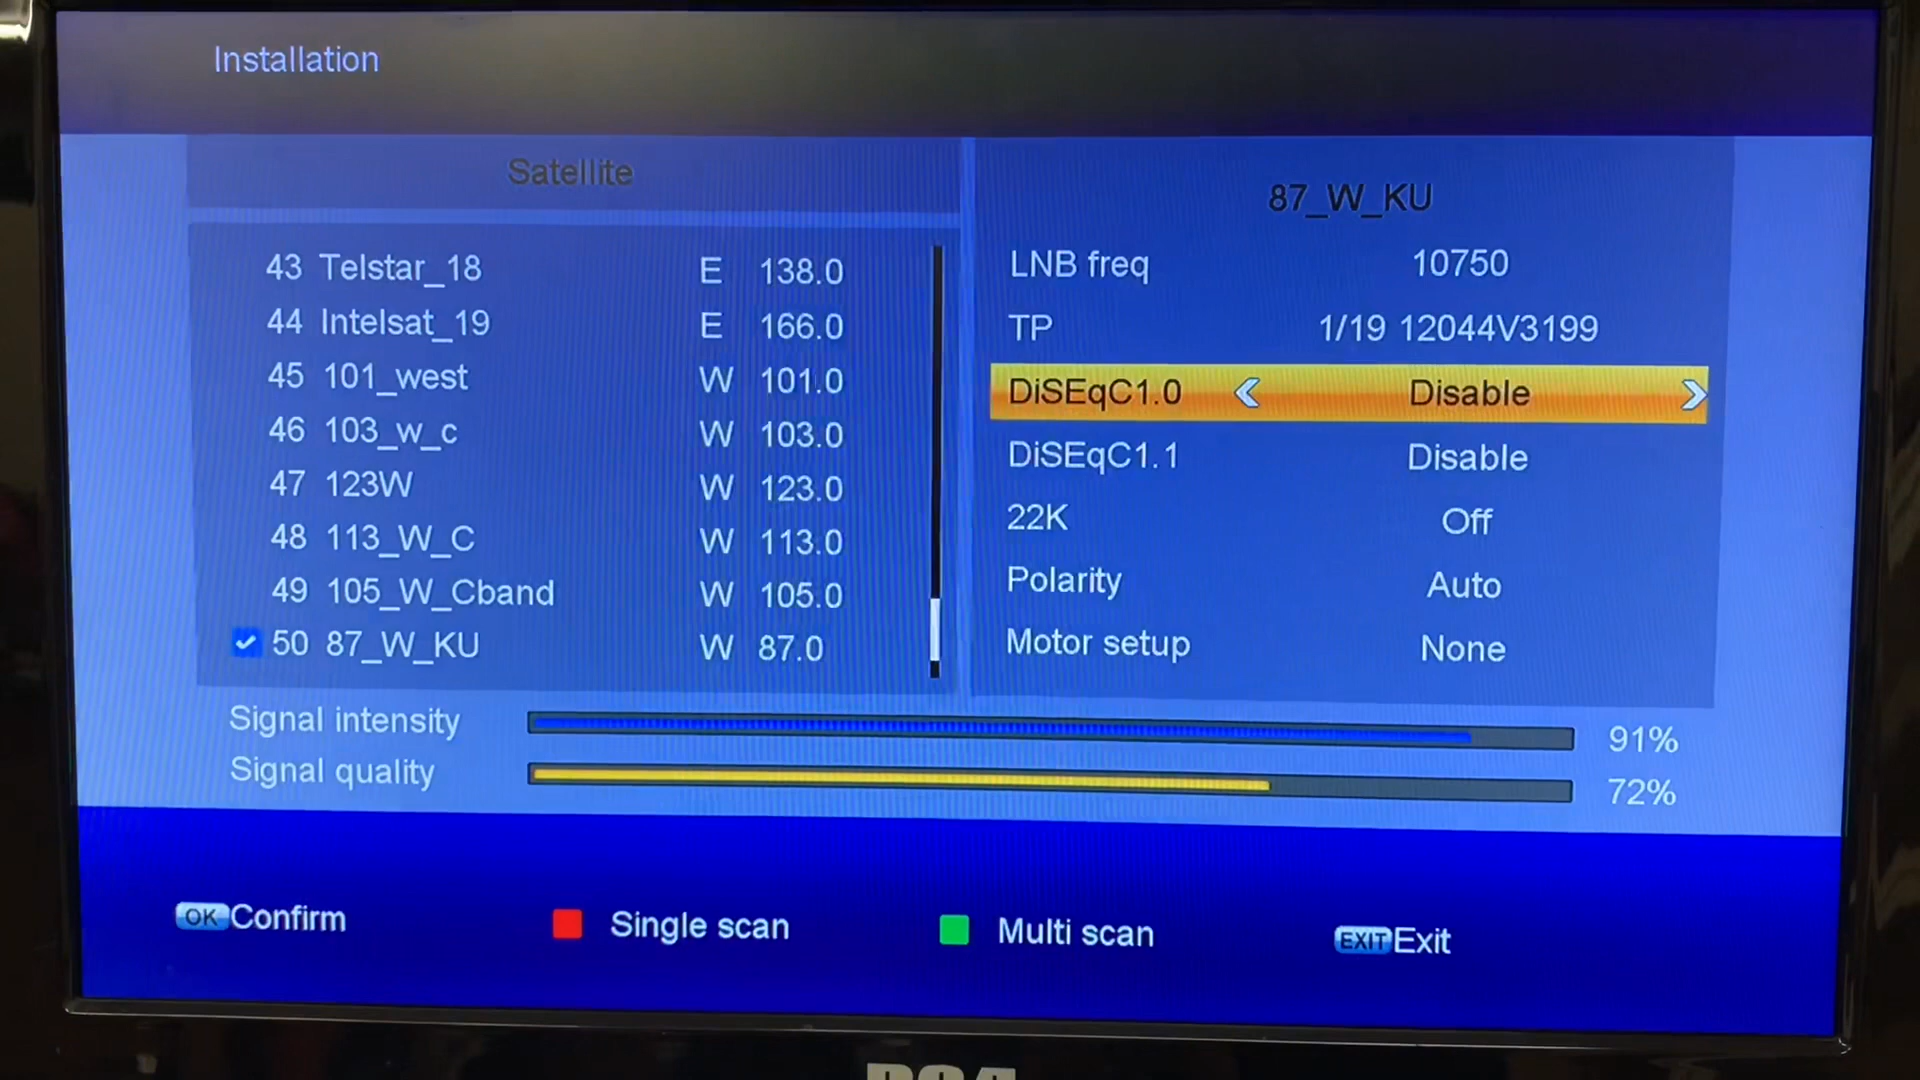 Installation
Satellite
43 Telstar_18 E 138.0
44 Intelsat_19 E 166.0
45 101_west W 101.0
46 103_w_c W 103.0
47 123W W 123.0
48 113_W_C W 113.0
49 105_W_Cband W 105.0
50 87_W_KU W 87.0
87_W_KU
LNB freq 10750
TP 1/19 12044V3199
DiSEqC1.0 Disable
DiSEqC1.1 Disable
22K Off
Polarity Auto
Motor setup None
Signal intensity 91%
Signal quality 72%
OK Confirm
Single scan
Multi scan
EXIT Exit